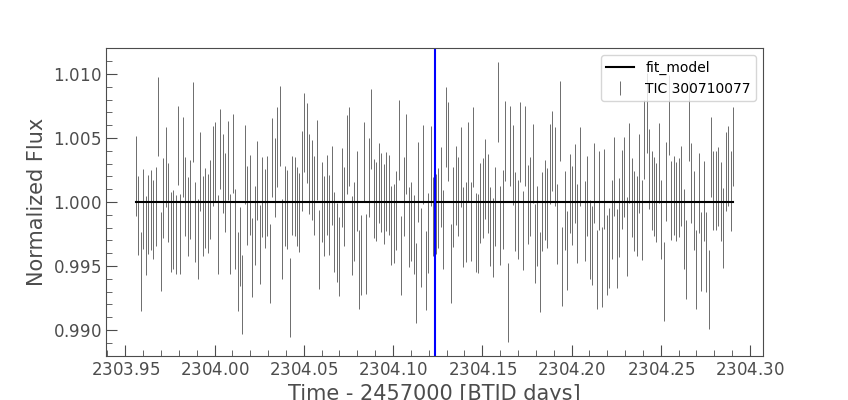 1.010
1.005
1.000
0.995
0.990
Normalized Flux
fit_model
TIC 300710077
2303.95 2304.00 2304.05 2304.10 2304.15 2304.20 2304.25 2304.30
Time - 2457000 [BTJD days]